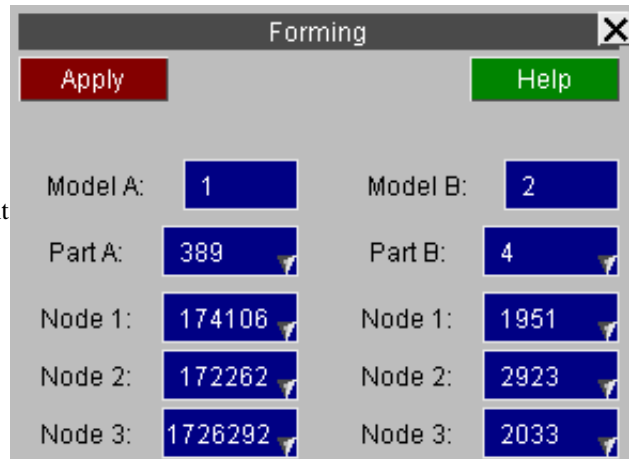 Forming
Apply Help
Model A: 1 Model B: 2
t
Part A: 389 Part B: 4
Node 1: 174106 Node 1: 1951
Node 2: 172262 Node 2: 2923
Node 3: 1726292 Node 3: 2033